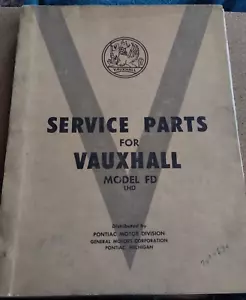 VAUXHALL
SERVICE PARTS
FOR
VAUXHALL
MODEL FD
LHD
Distributed by
PONTIAC MOTOR DIVISION
GENERAL MOTORS CORPORATION
PONTIAC, MICHIGAN